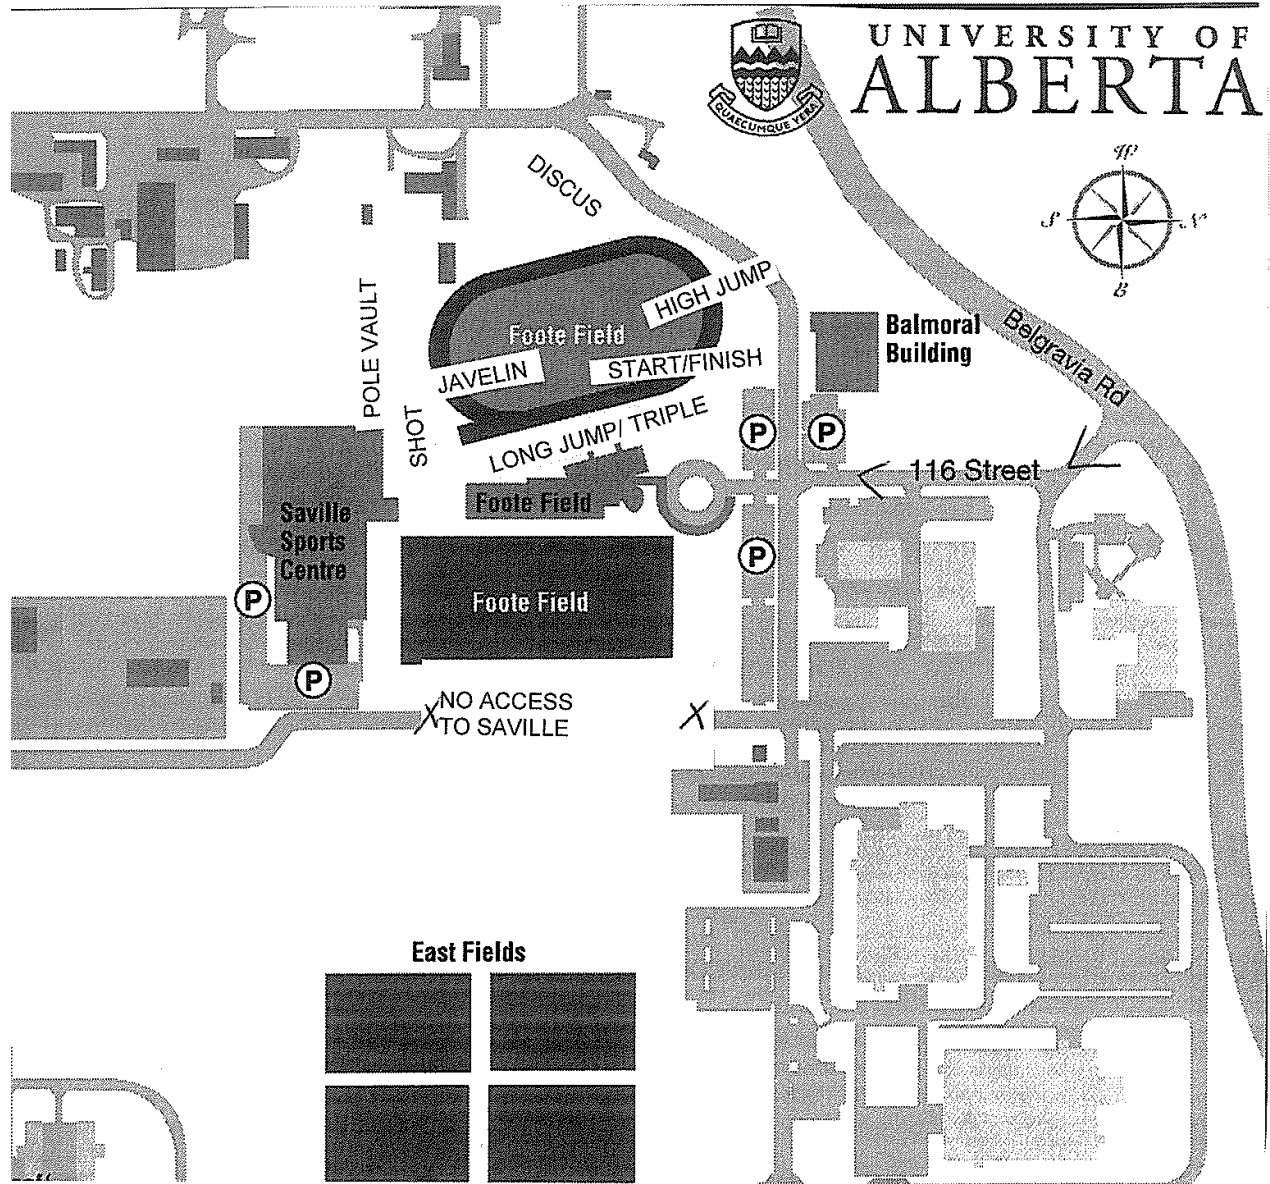 UNIVERSITY OF
ALBERTA
QUAECUMQUE VERA
W
S
N
DISCUS
HIGH JUMP
Foote Field
POLE VAULT
JAVELIN
START/FINISH
Balmoral
Building
Belgravia Rd
SHOT
LONG JUMP/ TRIPLE
P
P
116 Street
Foote Field
Saville
Sports
Centre
P
P
Foote Field
P
X NO ACCESS
TO SAVILLE
X
East Fields